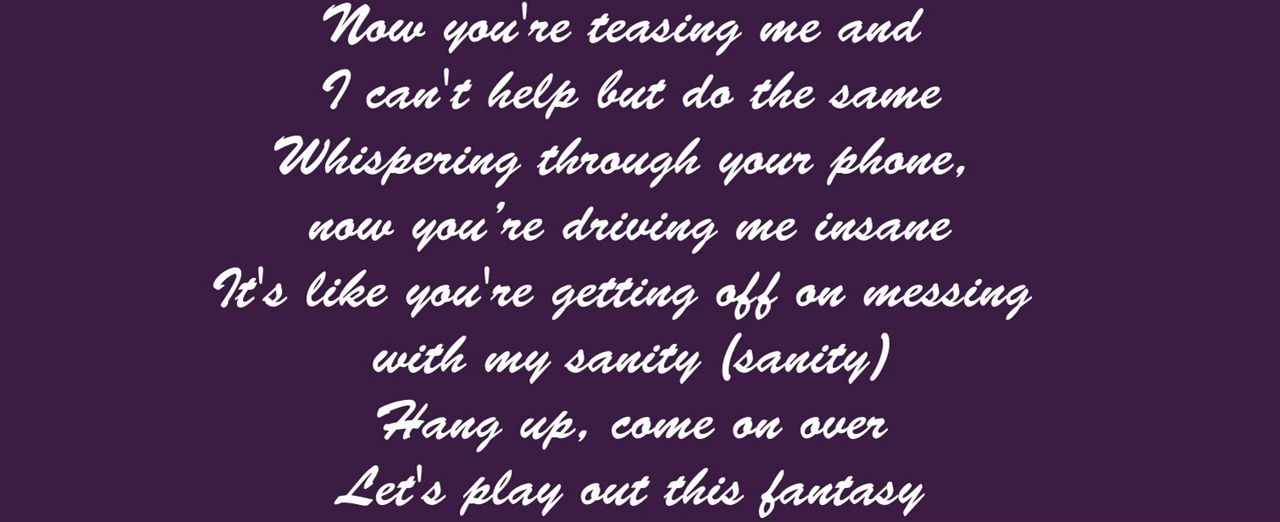 Now you're teasing me and
I can't help but do the same
Whispering through your phone,
now you’re driving me insane
It's like you're getting off on messing
with my sanity (sanity)
Hang up, come on over
Let's play out this fantasy